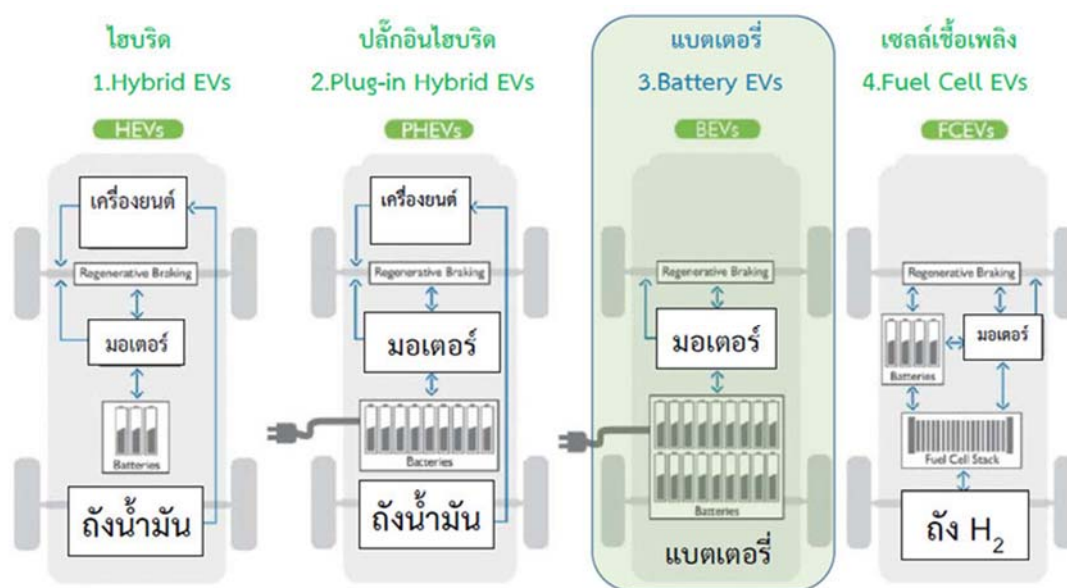 ไฮบริด
1.Hybrid EVs
HEVs
เครื่องยนต์
Regenerative Braking
มอเตอร์
Batteries
ถังน้ำมัน
ปลั๊กอินไฮบริด
2.Plug-in Hybrid EVs
PHEVs
เครื่องยนต์
Regenerative Braking
มอเตอร์
Batteries
ถังน้ำมัน
แบตเตอรี่
3.Battery EVs
BEVs
Regenerative Braking
มอเตอร์
Batteries
แบตเตอรี่
เซลล์เชื้อเพลิง
4.Fuel Cell EVs
FCEVs
Regenerative Braking
มอเตอร์
Batteries
Fuel Cell Stack
ถัง H₂